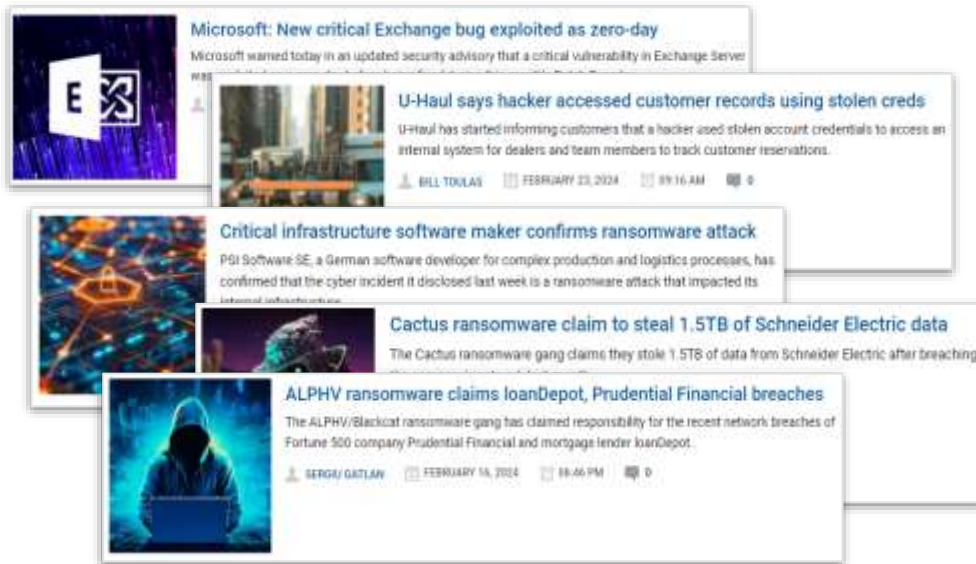 Microsoft: New critical Exchange bug exploited as zero-day
Microsoft warned today in an updated security advisory that a critical vulnerability in Exchange Server
E
U-Haul says hacker accessed customer records using stolen creds
U-Haul has started informing customers that a hacker used stolen account credentials to access an
internal system for dealers and team members to track customer reservations.
BILL TOULAS FEBRUARY 23, 2024 09:16 AM 0
Critical infrastructure software maker confirms ransomware attack
PSI Software SE, a German software developer for complex production and logistics processes, has
confirmed that the cyber incident it disclosed last week is a ransomware attack that impacted its
internal infrastructure
Cactus ransomware claim to steal 1.5TB of Schneider Electric data
The Cactus ransomware gang claims they stole 1.5TB of data from Schneider Electric after breaching
ALPHV ransomware claims loanDepot, Prudential Financial breaches
The ALPHV/Blackcat ransomware gang has claimed responsibility for the recent network breaches of
Fortune 500 company Prudential Financial and mortgage lender loanDepot.
SERGIU GATLAN FEBRUARY 16, 2024 06:46 PM 0